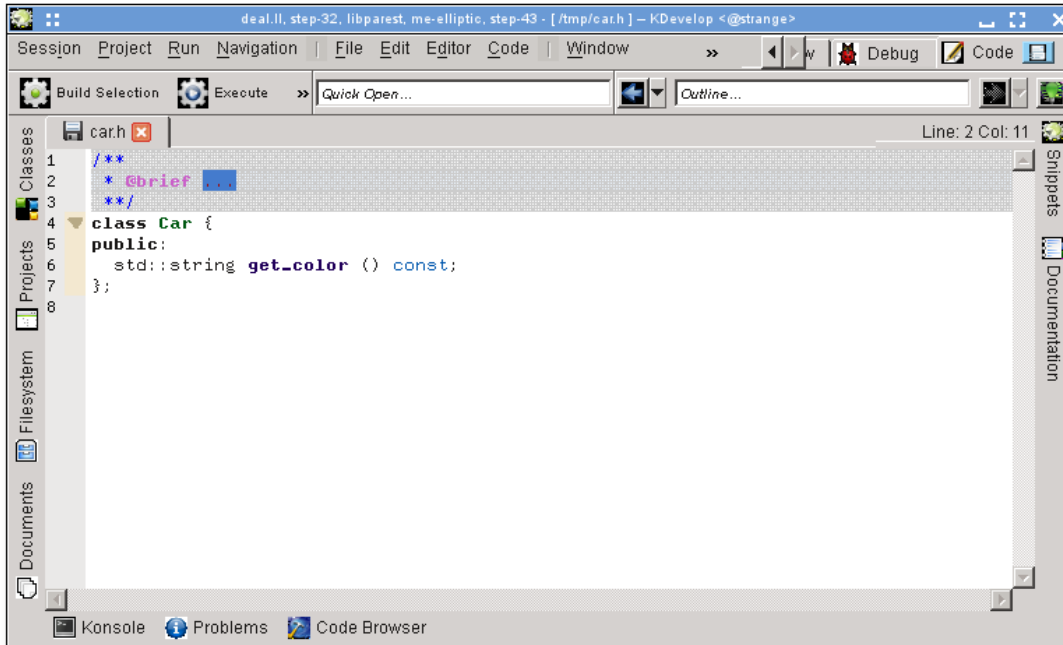 deal.II, step-32, libparest, me-elliptic, step-43 - [ /tmp/car.h ] – KDevelop <@strange>
Session Project Run Navigation | File Edit Editor Code | Window » Debug Code
Build Selection Execute » Quick Open... Outline...
car.h Line: 2 Col: 11
Classes
Projects
Filesystem
Documents
1 /**
2 * @brief ...
3 **/
4 class Car {
5 public:
6 std::string get_color () const;
7 };
8
Snippets
Documentation
Konsole Problems Code Browser